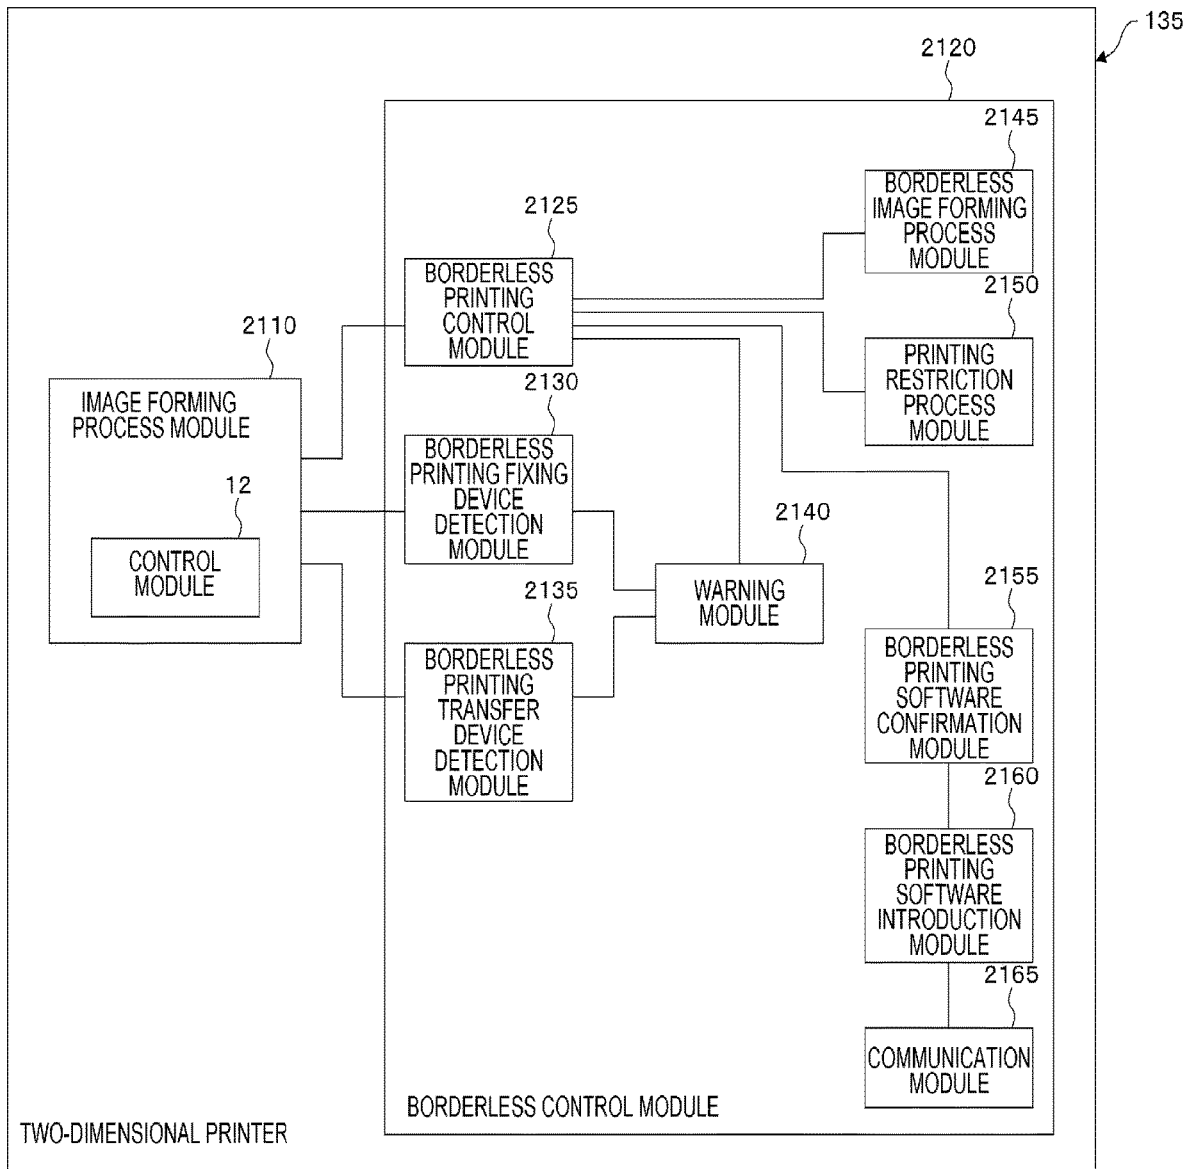 135
2120
2145
BORDERLESS
IMAGE FORMING
PROCESS
MODULE
2125
BORDERLESS
PRINTING
CONTROL
MODULE
2150
PRINTING
RESTRICTION
PROCESS
MODULE
2110
IMAGE FORMING
PROCESS MODULE
12
CONTROL
MODULE
2130
BORDERLESS
PRINTING FIXING
DEVICE
DETECTION
MODULE
2140
WARNING
MODULE
2135
BORDERLESS
PRINTING
TRANSFER
DEVICE
DETECTION
MODULE
2155
BORDERLESS
PRINTING
SOFTWARE
CONFIRMATION
MODULE
2160
BORDERLESS
PRINTING
SOFTWARE
INTRODUCTION
MODULE
2165
COMMUNICATION
MODULE
BORDERLESS CONTROL MODULE
TWO-DIMENSIONAL PRINTER